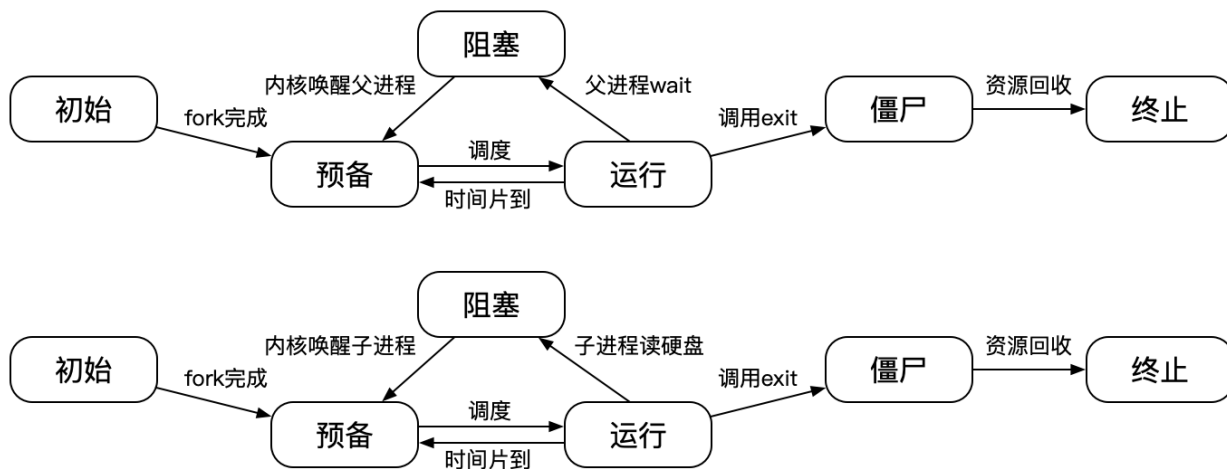 阻塞
内核唤醒父进程
父进程wait
初始
fork完成
预备
调度
时间片到
运行
调用exit
僵尸
资源回收
终止
阻塞
内核唤醒子进程
子进程读硬盘
初始
fork完成
预备
调度
时间片到
运行
调用exit
僵尸
资源回收
终止